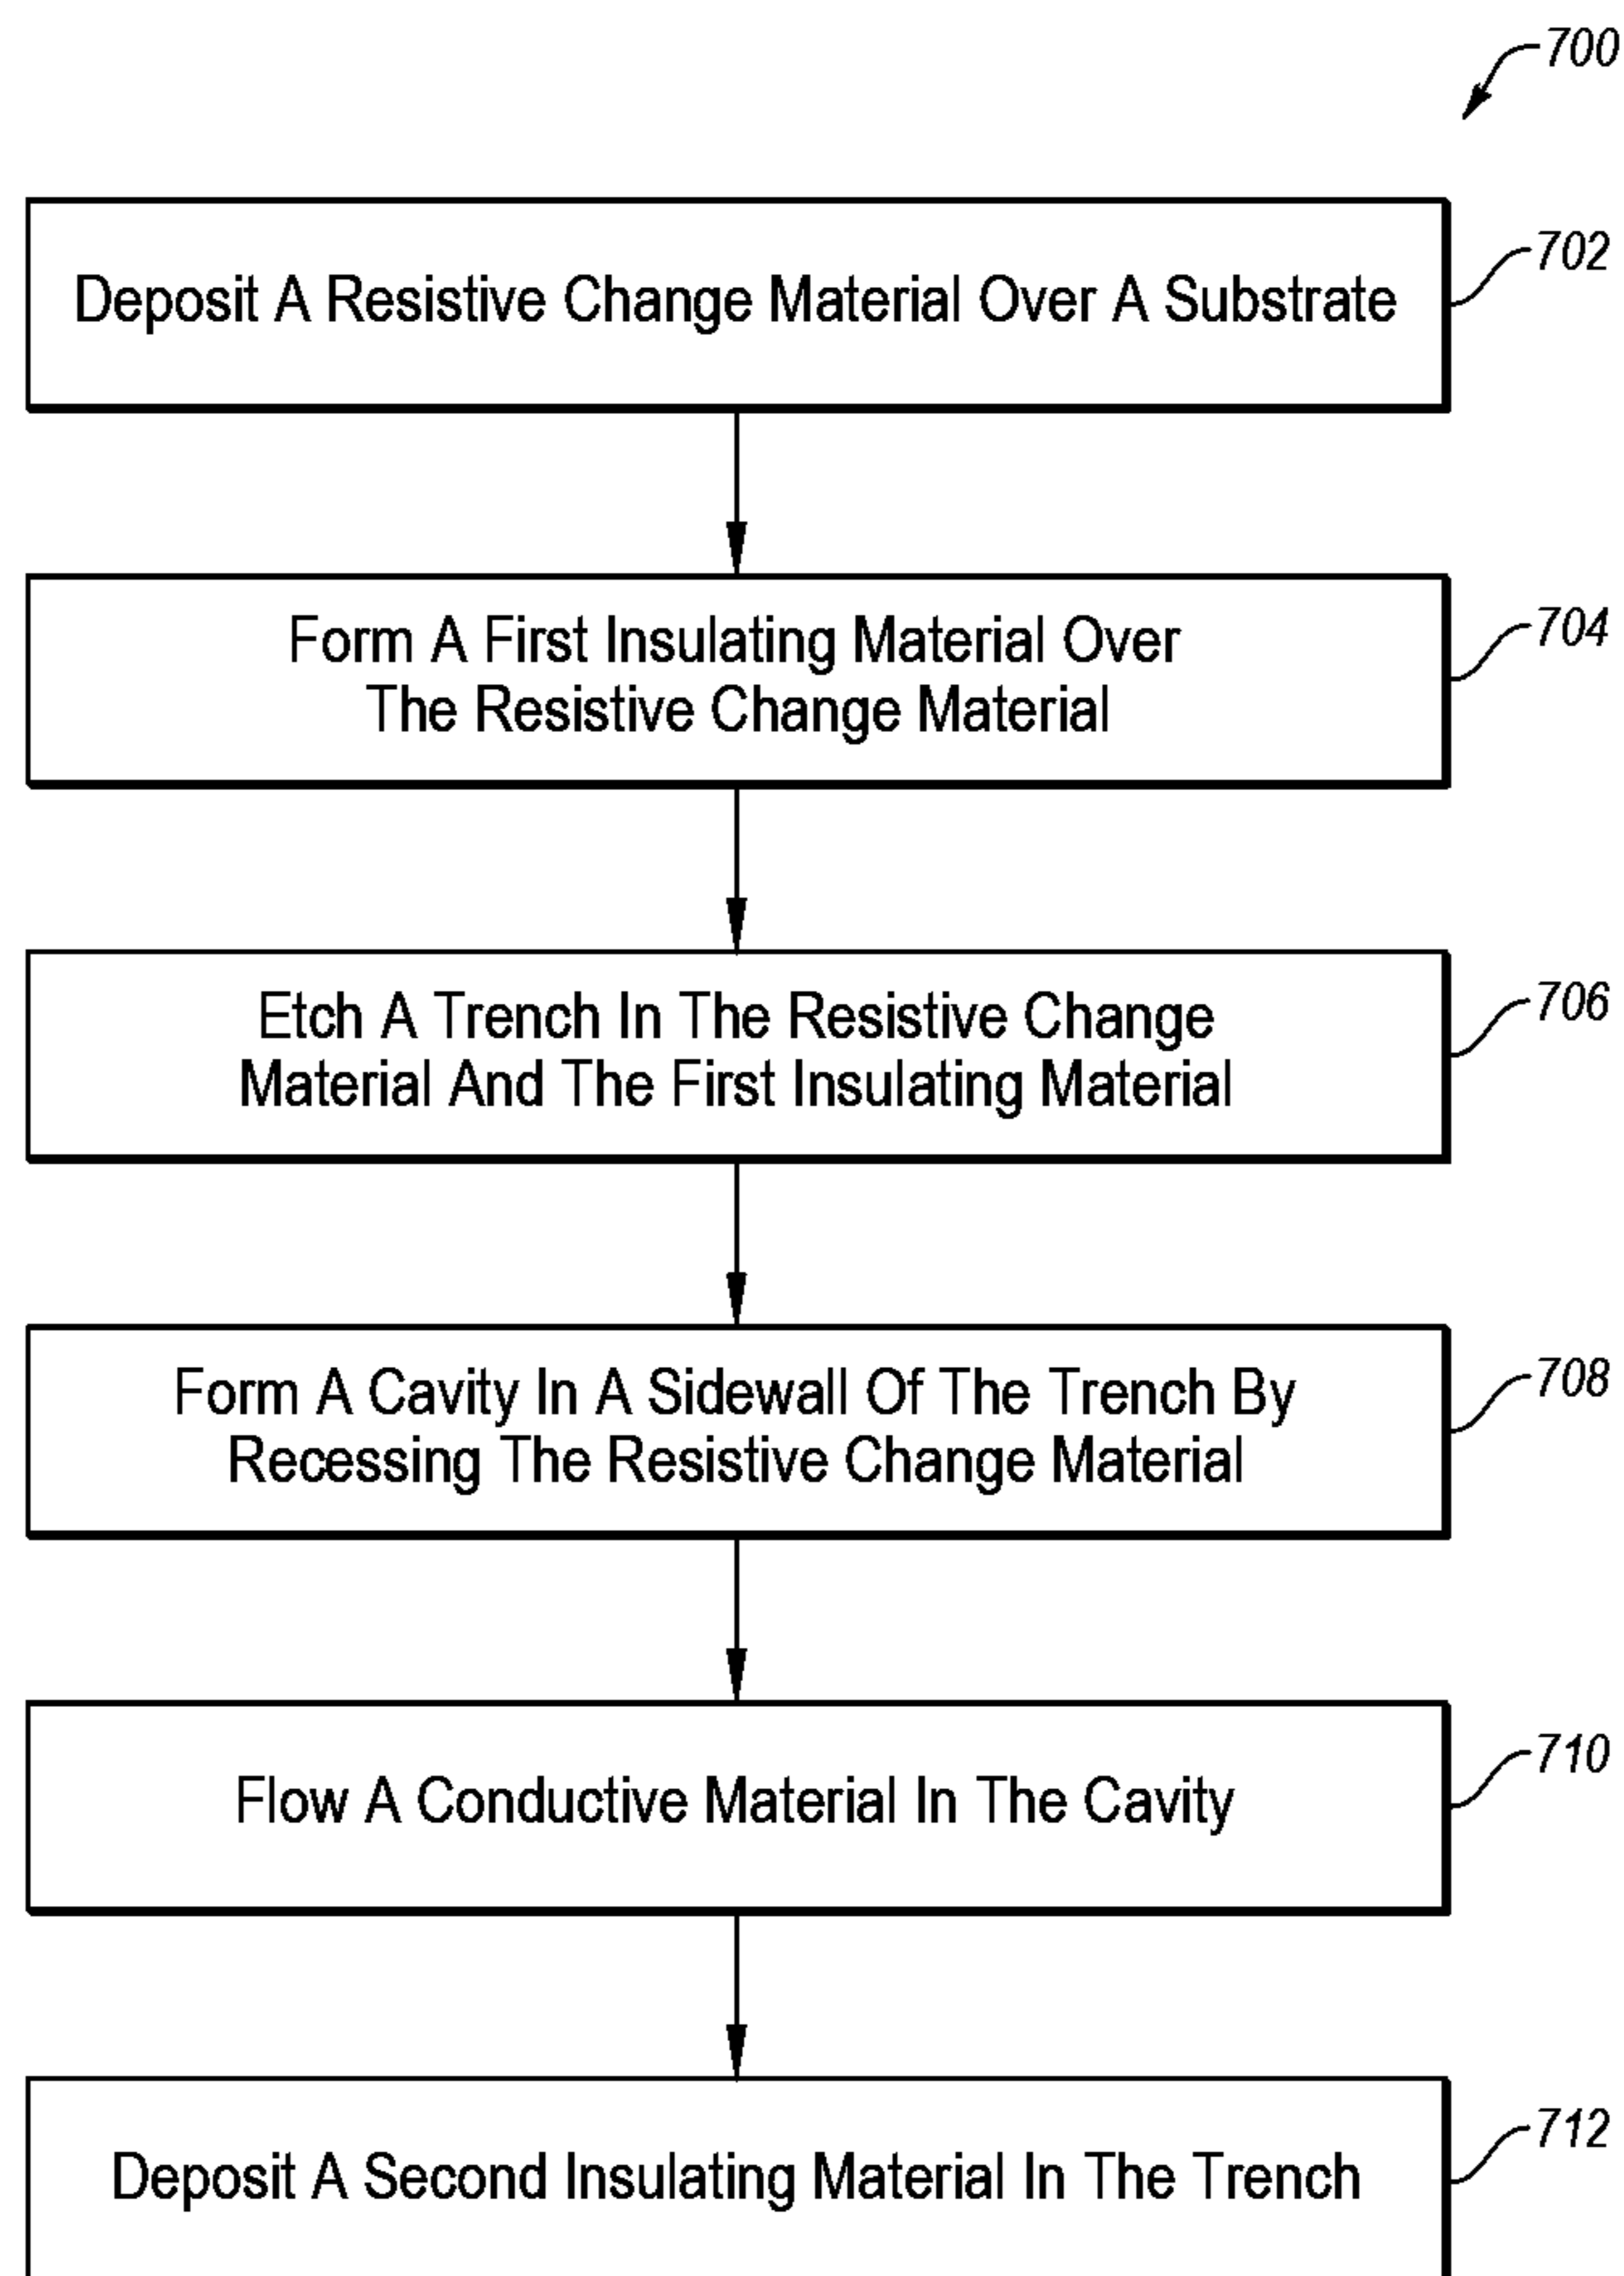 700
Deposit A Resistive Change Material Over A Substrate
702
Form A First Insulating Material Over
The Resistive Change Material
704
Etch A Trench In The Resistive Change
Material And The First Insulating Material
706
Form A Cavity In A Sidewall Of The Trench By
Recessing The Resistive Change Material
708
Flow A Conductive Material In The Cavity
710
Deposit A Second Insulating Material In The Trench
712